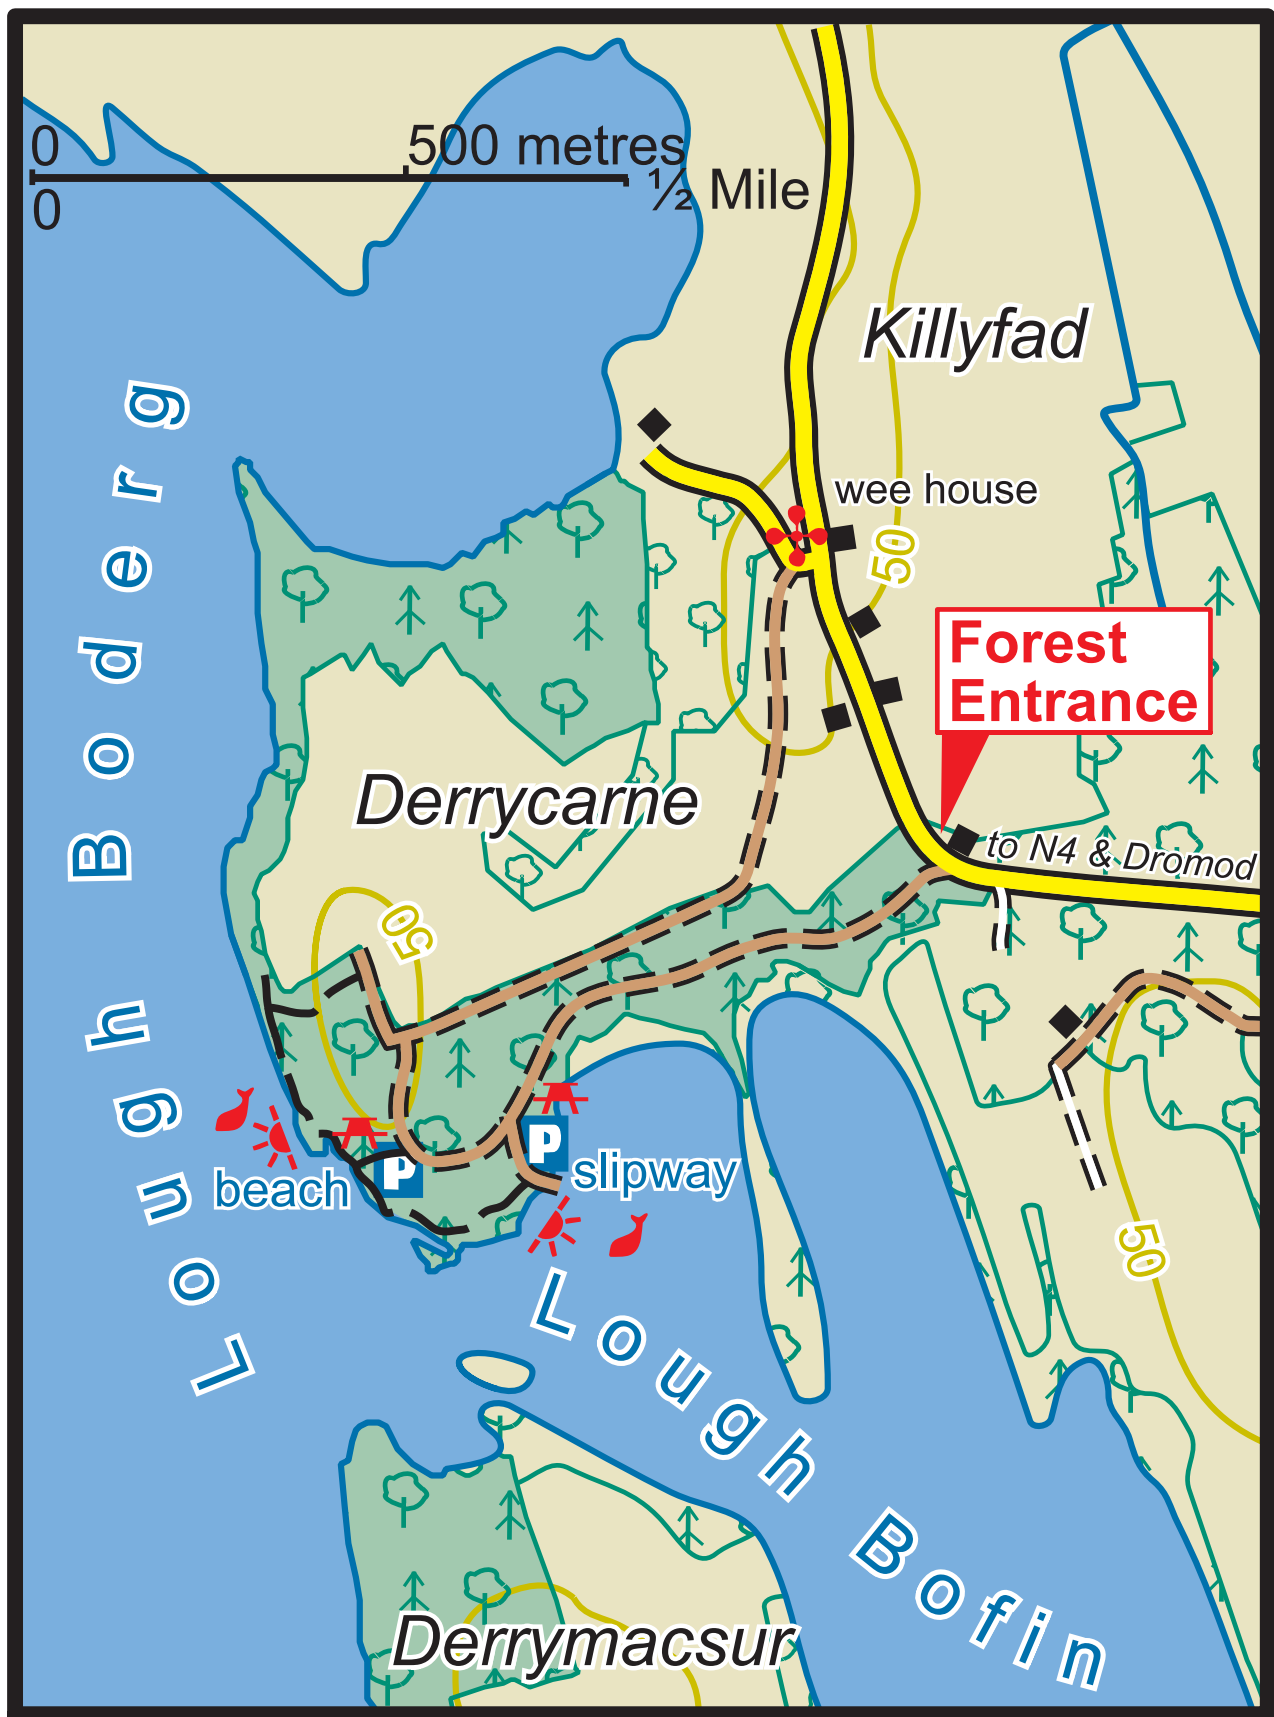 0
500 metres
0
½ Mile
Killyfad
wee house
50
Forest
Entrance
to N4 & Dromod
Derrycarne
50
Lough Boderg
P
P
beach
slipway
50
Lough Bofin
Derrymacsur